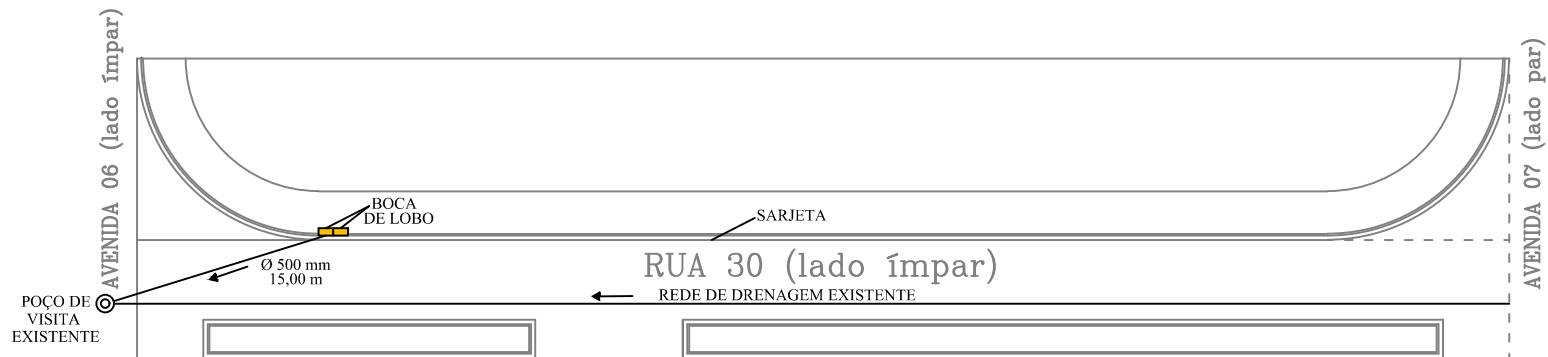 AVENIDA 06 (lado ímpar)
BOCA
DE LOBO
SARJETA
Ø 500 mm
15,00 m
RUA 30 (lado ímpar)
REDE DE DRENAGEM EXISTENTE
POÇO DE
VISITA
EXISTENTE
AVENIDA 07 (lado par)